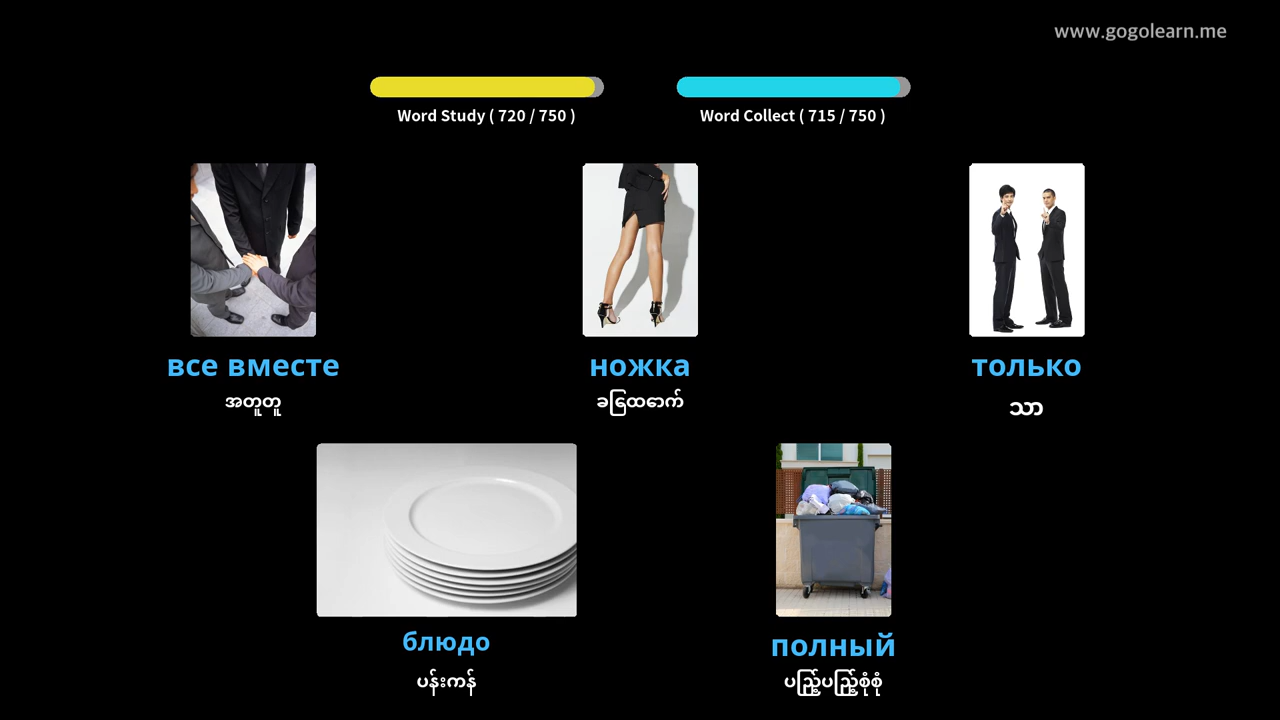 www.gogolearn.me
Word Study ( 720 / 750 )
Word Collect ( 715 / 750 )
все вместе
ножка
только
အတူတူ
ခြေထောက်
သာ
блюдо
полный
ပန်းကန်
ပြည့်ပြည့်စုံစုံ